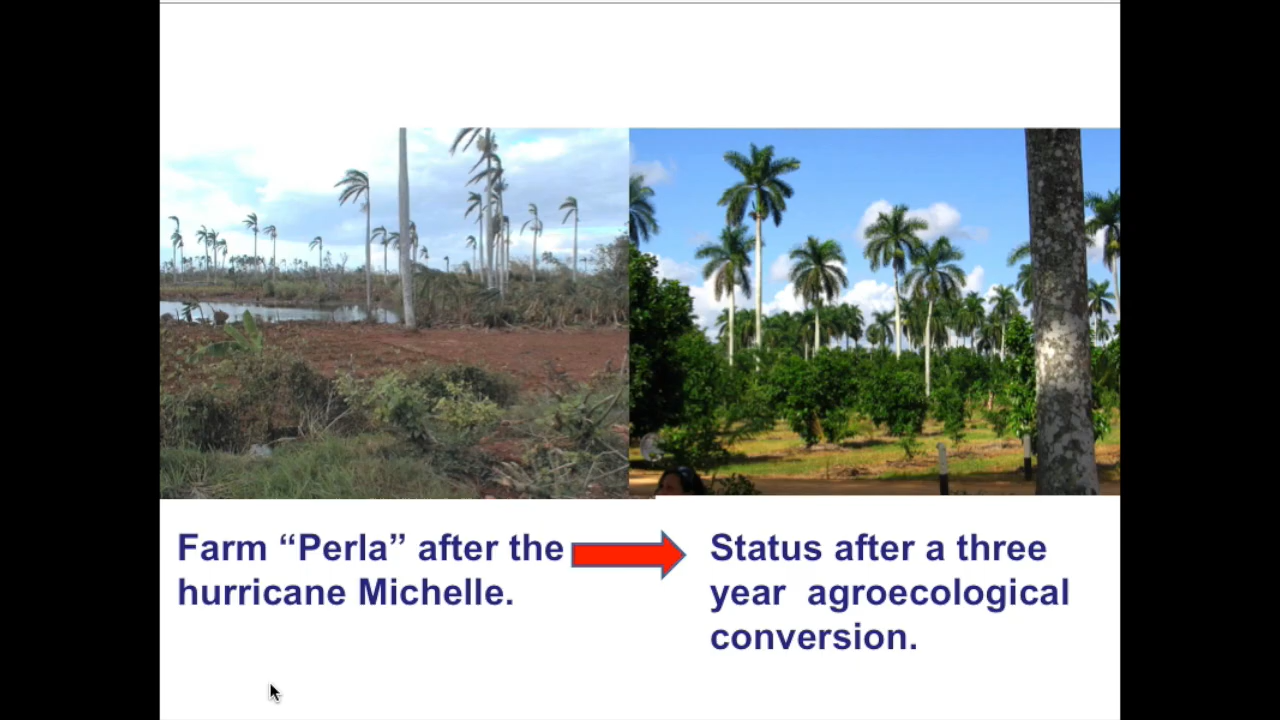 Farm “Perla” after the
hurricane Michelle.
Status after a three
year  agroecological
conversion.